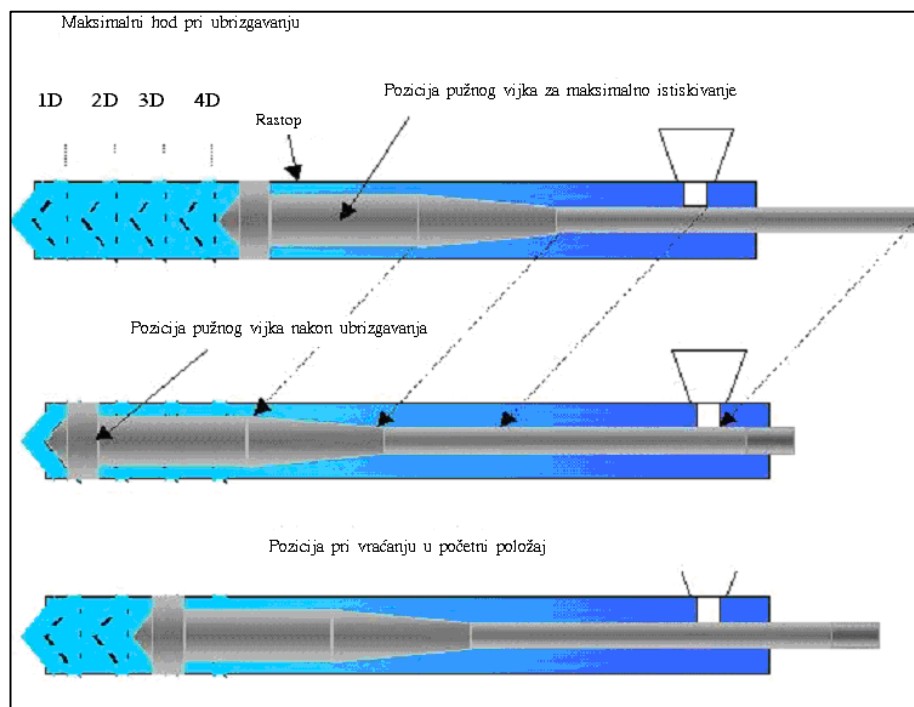 Maksimalni hod pri ubrizgavanju
Pozicija pužnog vijka za maksimalno istiskivanje
1D 2D 3D 4D
Rastop
Pozicija pužnog vijka nakon ubrizgavanja
Pozicija pri vraćanju u početni položaj